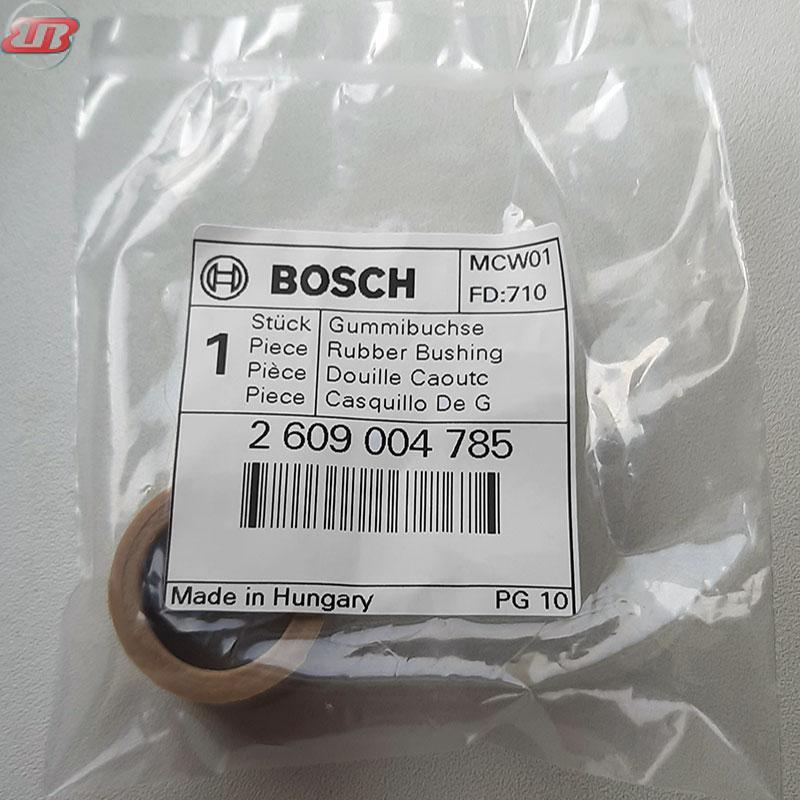 BOSCH
MCW01
FD:710
1
Stück
Piece
Pièce
Piece
Gummibuchse
Rubber Bushing
Douille Caoutc
Casquillo De G
2 609 004 785
Made in Hungary
PG 10